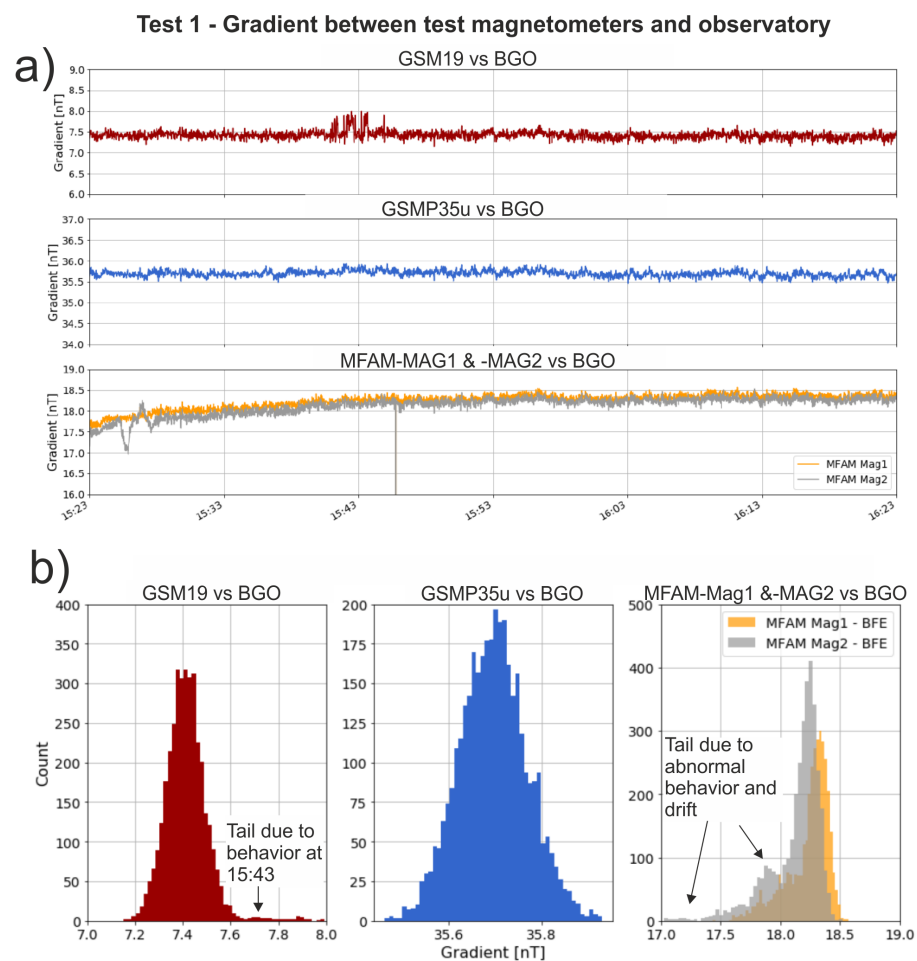 Test 1 - Gradient between test magnetometers and observatory
a)
GSM19 vs BGO
Gradient [nT]
9.0
8.5
8.0
7.5
7.0
6.5
6.0
GSMP35u vs BGO
Gradient [nT]
37.0
36.5
36.0
35.5
35.0
34.5
34.0
MFAM-MAG1 & -MAG2 vs BGO
Gradient [nT]
19.0
18.5
18.0
17.5
17.0
16.5
16.0
MFAM Mag1
MFAM Mag2
15:23 15:33 15:43 15:53 16:03 16:13 16:23
b)
GSM19 vs BGO
Count
400
350
300
250
200
150
100
50
0
Tail due to
behavior at
15:43
7.0 7.2 7.4 7.6 7.8 8.0
GSMP35u vs BGO
200
175
150
125
100
75
50
25
0
35.6 35.8
Gradient [nT]
MFAM-Mag1 &-MAG2 vs BGO
500
400
300
200
100
0
MFAM Mag1 - BFE
MFAM Mag2 - BFE
Tail due to
abnormal
behavior and
drift
17.0 17.5 18.0 18.5 19.0